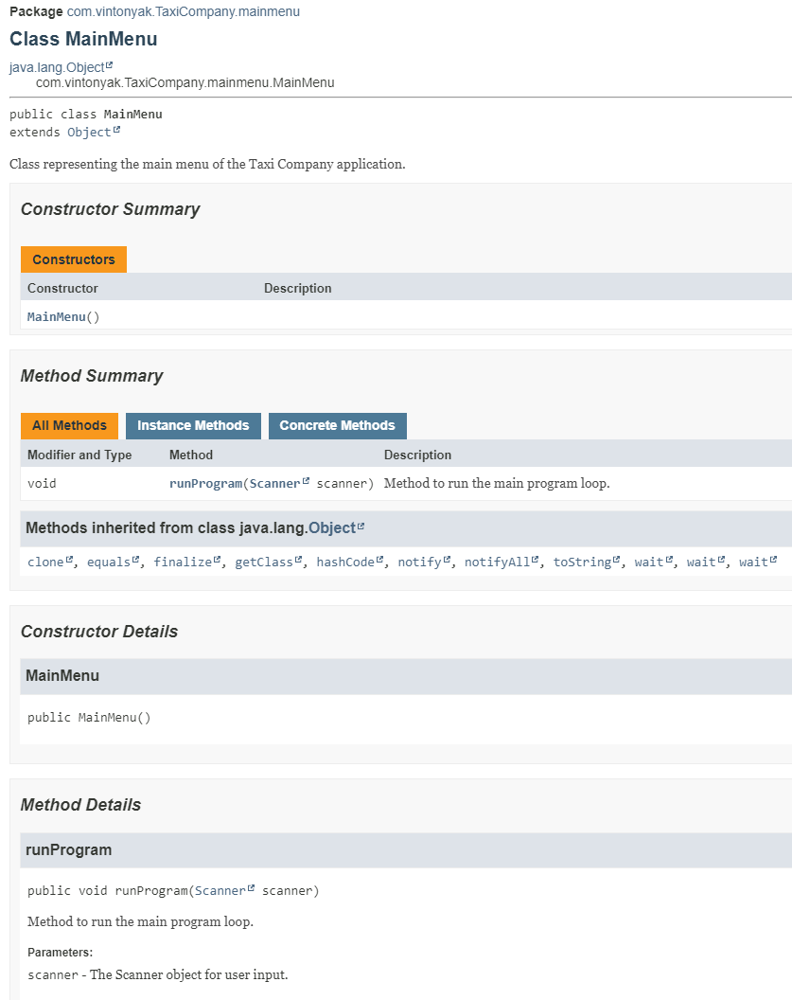 Package com.vintonyak.TaxiCompany.mainmenu
Class MainMenu
java.lang.Object
com.vintonyak.TaxiCompany.mainmenu.MainMenu
public class MainMenu
extends Object
Class representing the main menu of the Taxi Company application.
Constructor Summary
Constructors
Constructor Description
MainMenu()
Method Summary
All Methods Instance Methods Concrete Methods
Modifier and Type Method Description
void runProgram(Scanner scanner) Method to run the main program loop.
Methods inherited from class java.lang.Object
clone, equals, finalize, getClass, hashCode, notify, notifyAll, toString, wait, wait, wait
Constructor Details
MainMenu
public MainMenu()
Method Details
runProgram
public void runProgram(Scanner scanner)
Method to run the main program loop.
Parameters:
scanner - The Scanner object for user input.